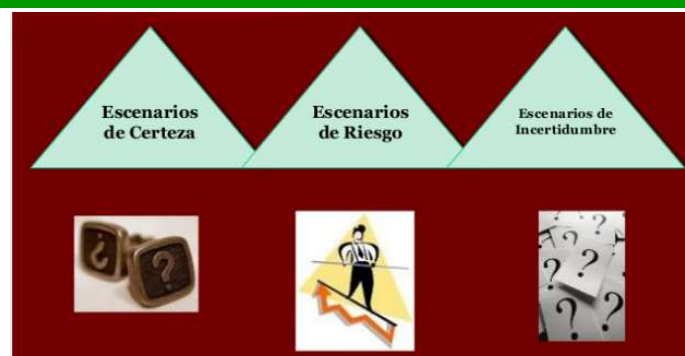 Escenarios
de Certeza
Escenarios
de Riesgo
Escenarios de
Incertidumbre
¿
?
?
?
?
?
?